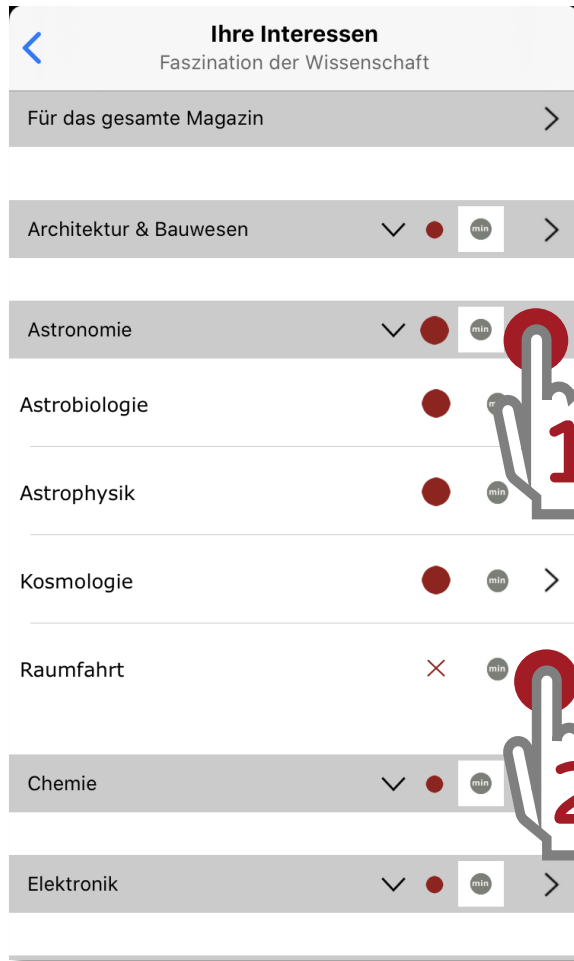 Ihre Interessen
Faszination der Wissenschaft
Für das gesamte Magazin
Architektur & Bauwesen min
Astronomie min
Astrobiologie
1
Astrophysik min
Kosmologie min
Raumfahrt min
Chemie min
2
Elektronik min